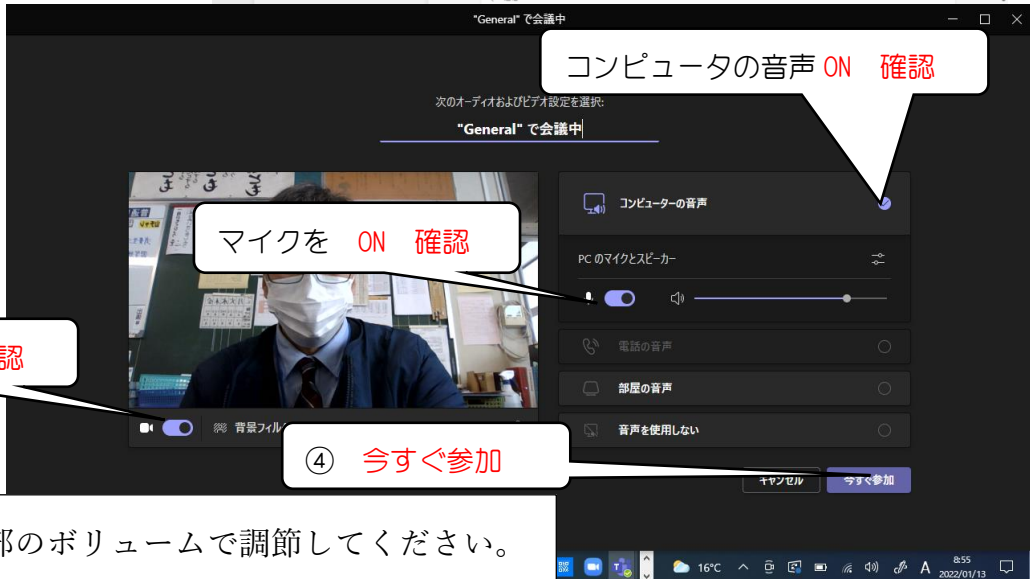 "General" で会議中
コンピュータの音声 ON 確認
次のオーディオおよびビデオ設定を選択:
"General" で会議中
コンピューターの音声
マイクを ON 確認
PC のマイクとスピーカー
電話の音声
認
部屋の音声
背景フィル
音声を使用しない
④ 今すぐ参加
キャンセル
今すぐ参加
部のボリュームで調節してください。
16℃
A
8:55
2022/01/13